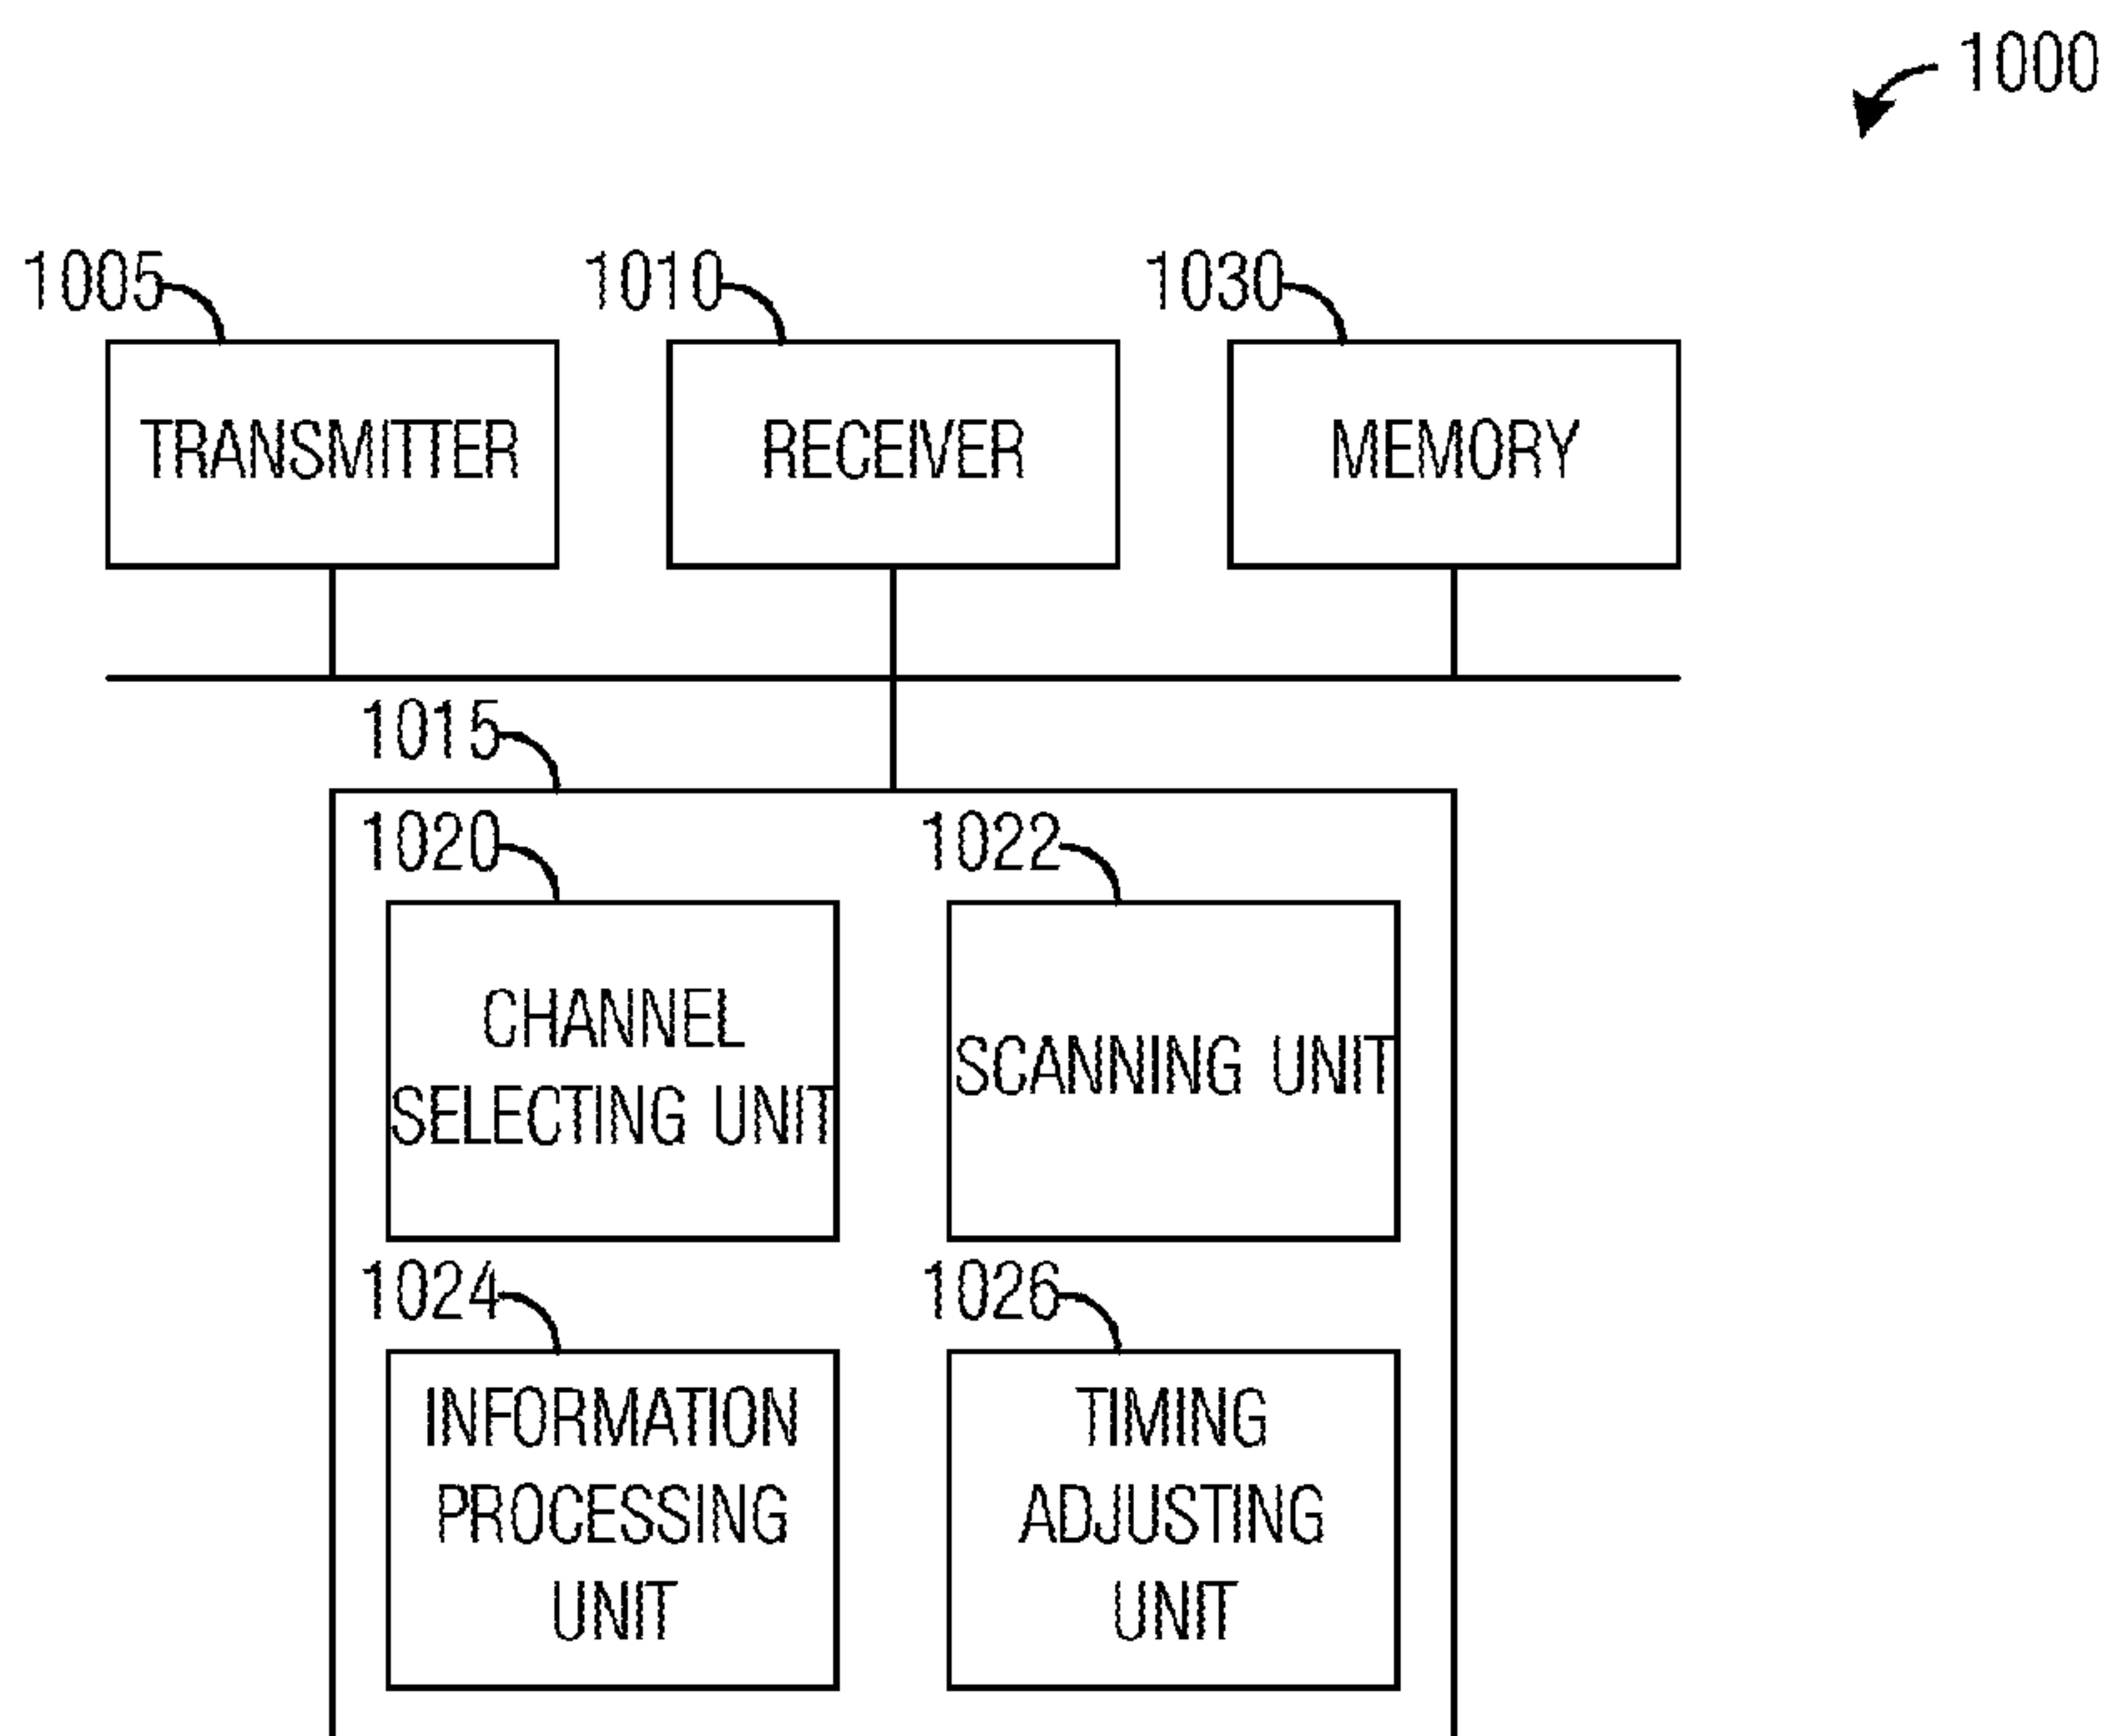 1000
1005
1010
1030
TRANSMITTER
RECEIVER
MEMORY
1015
1020
1022
CHANNEL
SELECTING UNIT
SCANNING UNIT
1024
1026
INFORMATION
PROCESSING
UNIT
TIMING
ADJUSTING
UNIT